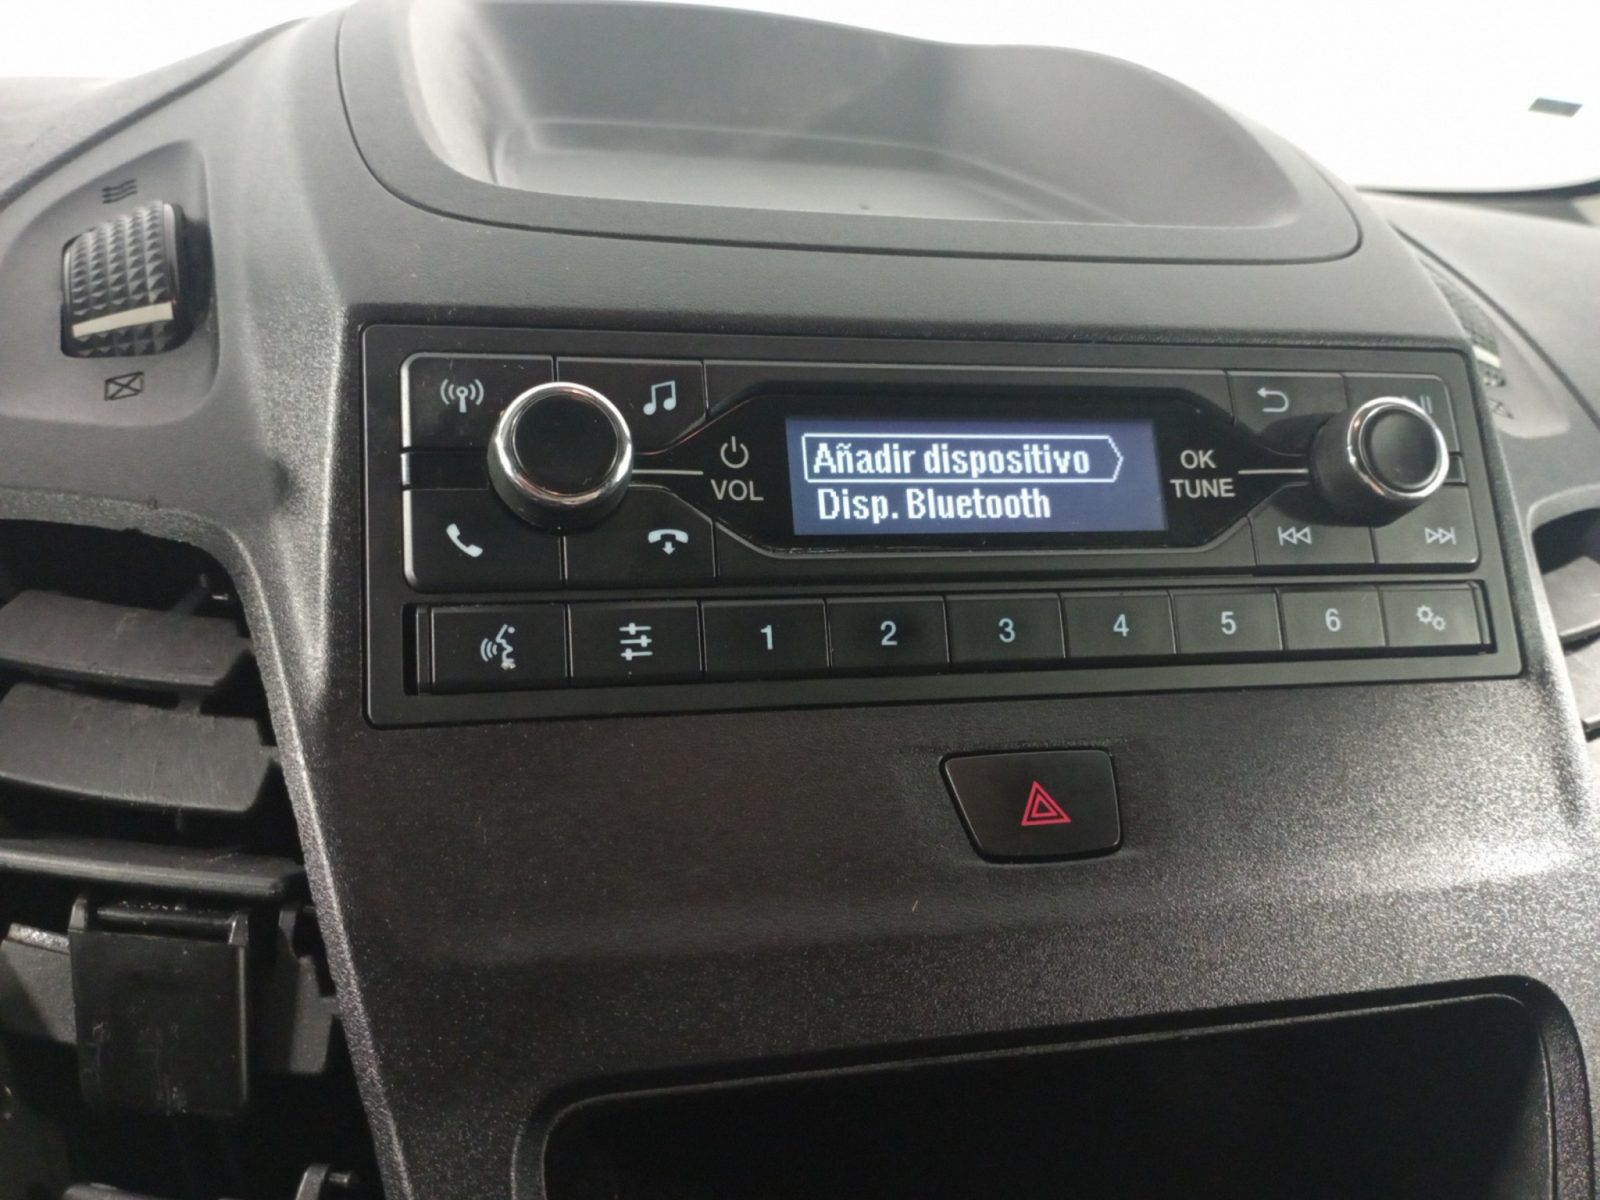 VOL
Añadir dispositivo
Disp. Bluetooth
OK
TUNE
1 2 3 4 5 6